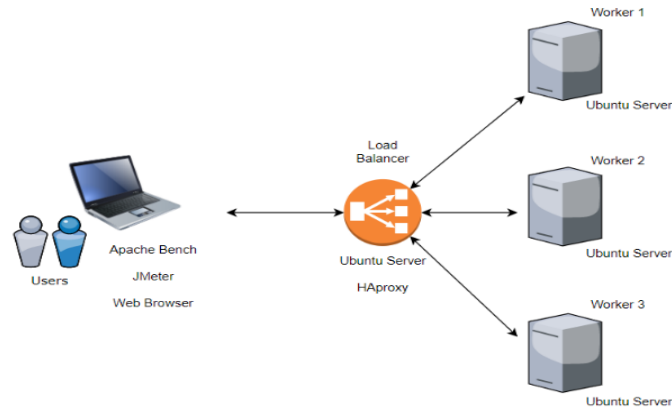 Users
Apache Bench
JMeter
Web Browser
Load
Balancer
Ubuntu Server
HAproxy
Worker 1
Ubuntu Server
Worker 2
Ubuntu Server
Worker 3
Ubuntu Server